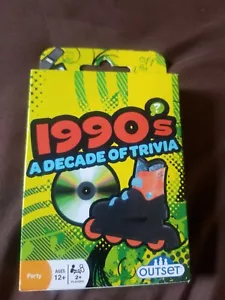 1990's
A DECADE OF TRIVIA
Party
AGES
12+
2+
OUTSET